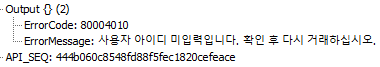 Output {} (2)
ErrorCode: 80004010
ErrorMessage: 사용자 아이디 미입력입니다. 확인 후 다시 거래하십시오.
API_SEQ: 444b060c8548fd88f5fec1820cefeace